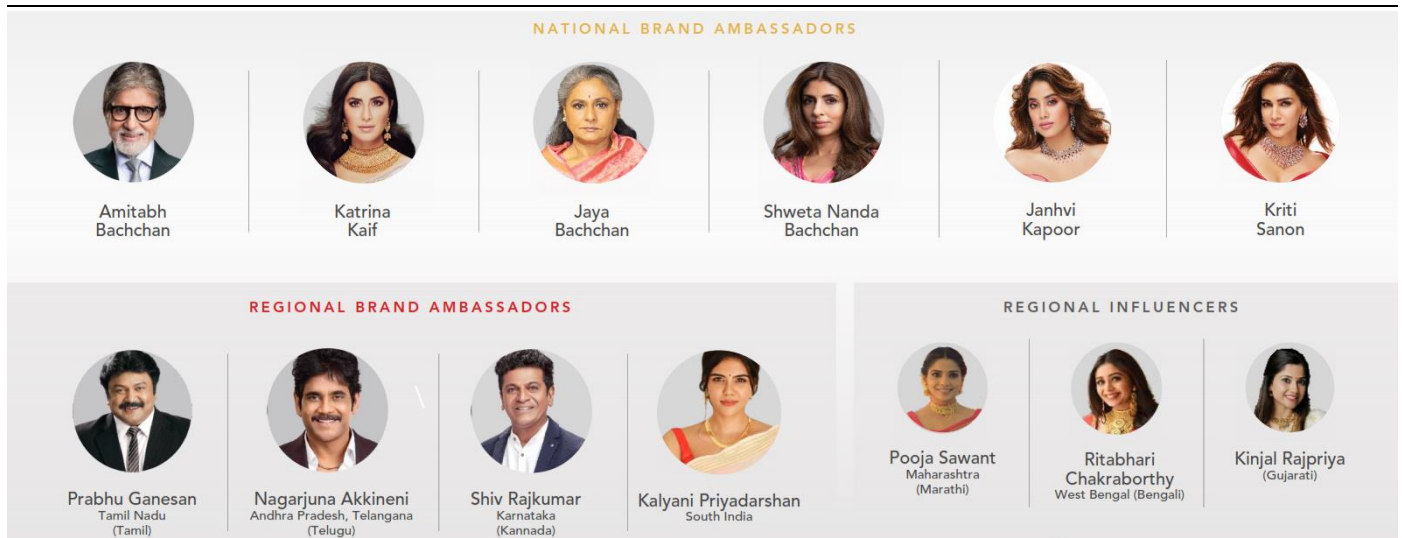 NATIONAL BRAND AMBASSADORS
Amitabh
Bachchan
Katrina
Kaif
Jaya
Bachchan
Shweta Nanda
Bachchan
Janhvi
Kapoor
Kriti
Sanon
REGIONAL BRAND AMBASSADORS
Prabhu Ganesan
Tamil Nadu
(Tamil)
Nagarjuna Akkineni
Andhra Pradesh, Telangana
(Telugu)
Shiv Rajkumar
Karnataka
(Kannada)
Kalyani Priyadarshan
South India
REGIONAL INFLUENCERS
Pooja Sawant
Maharashtra
(Marathi)
Ritabhari
Chakraborthy
West Bengal (Bengali)
Kinjal Rajpriya
(Gujarati)